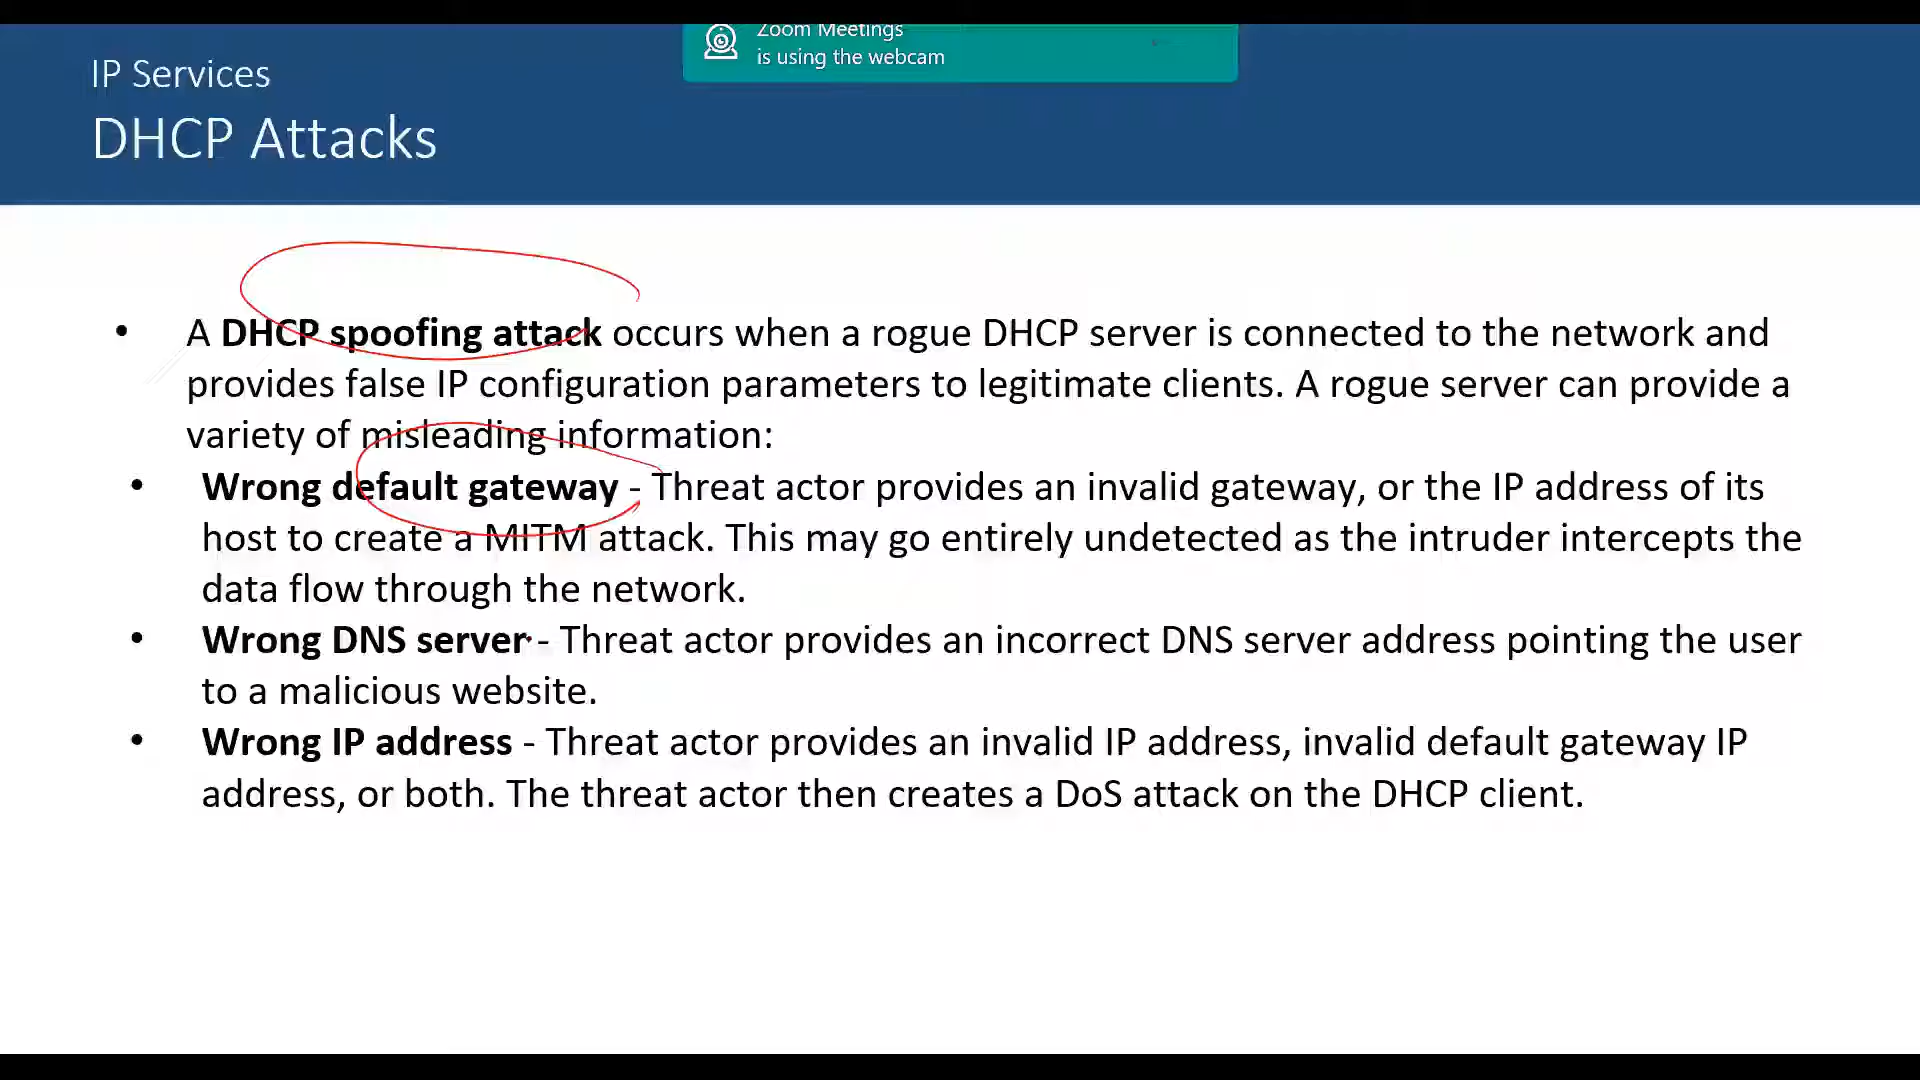 Zoom Meetings
is using the webcam
IP Services
DHCP Attacks
• A DHCP spoofing attack occurs when a rogue DHCP server is connected to the network and
provides false IP configuration parameters to legitimate clients. A rogue server can provide a
variety of misleading information:
• Wrong default gateway - Threat actor provides an invalid gateway, or the IP address of its
host to create a MITM attack. This may go entirely undetected as the intruder intercepts the
data flow through the network.
• Wrong DNS server - Threat actor provides an incorrect DNS server address pointing the user
to a malicious website.
• Wrong IP address - Threat actor provides an invalid IP address, invalid default gateway IP
address, or both. The threat actor then creates a DoS attack on the DHCP client.